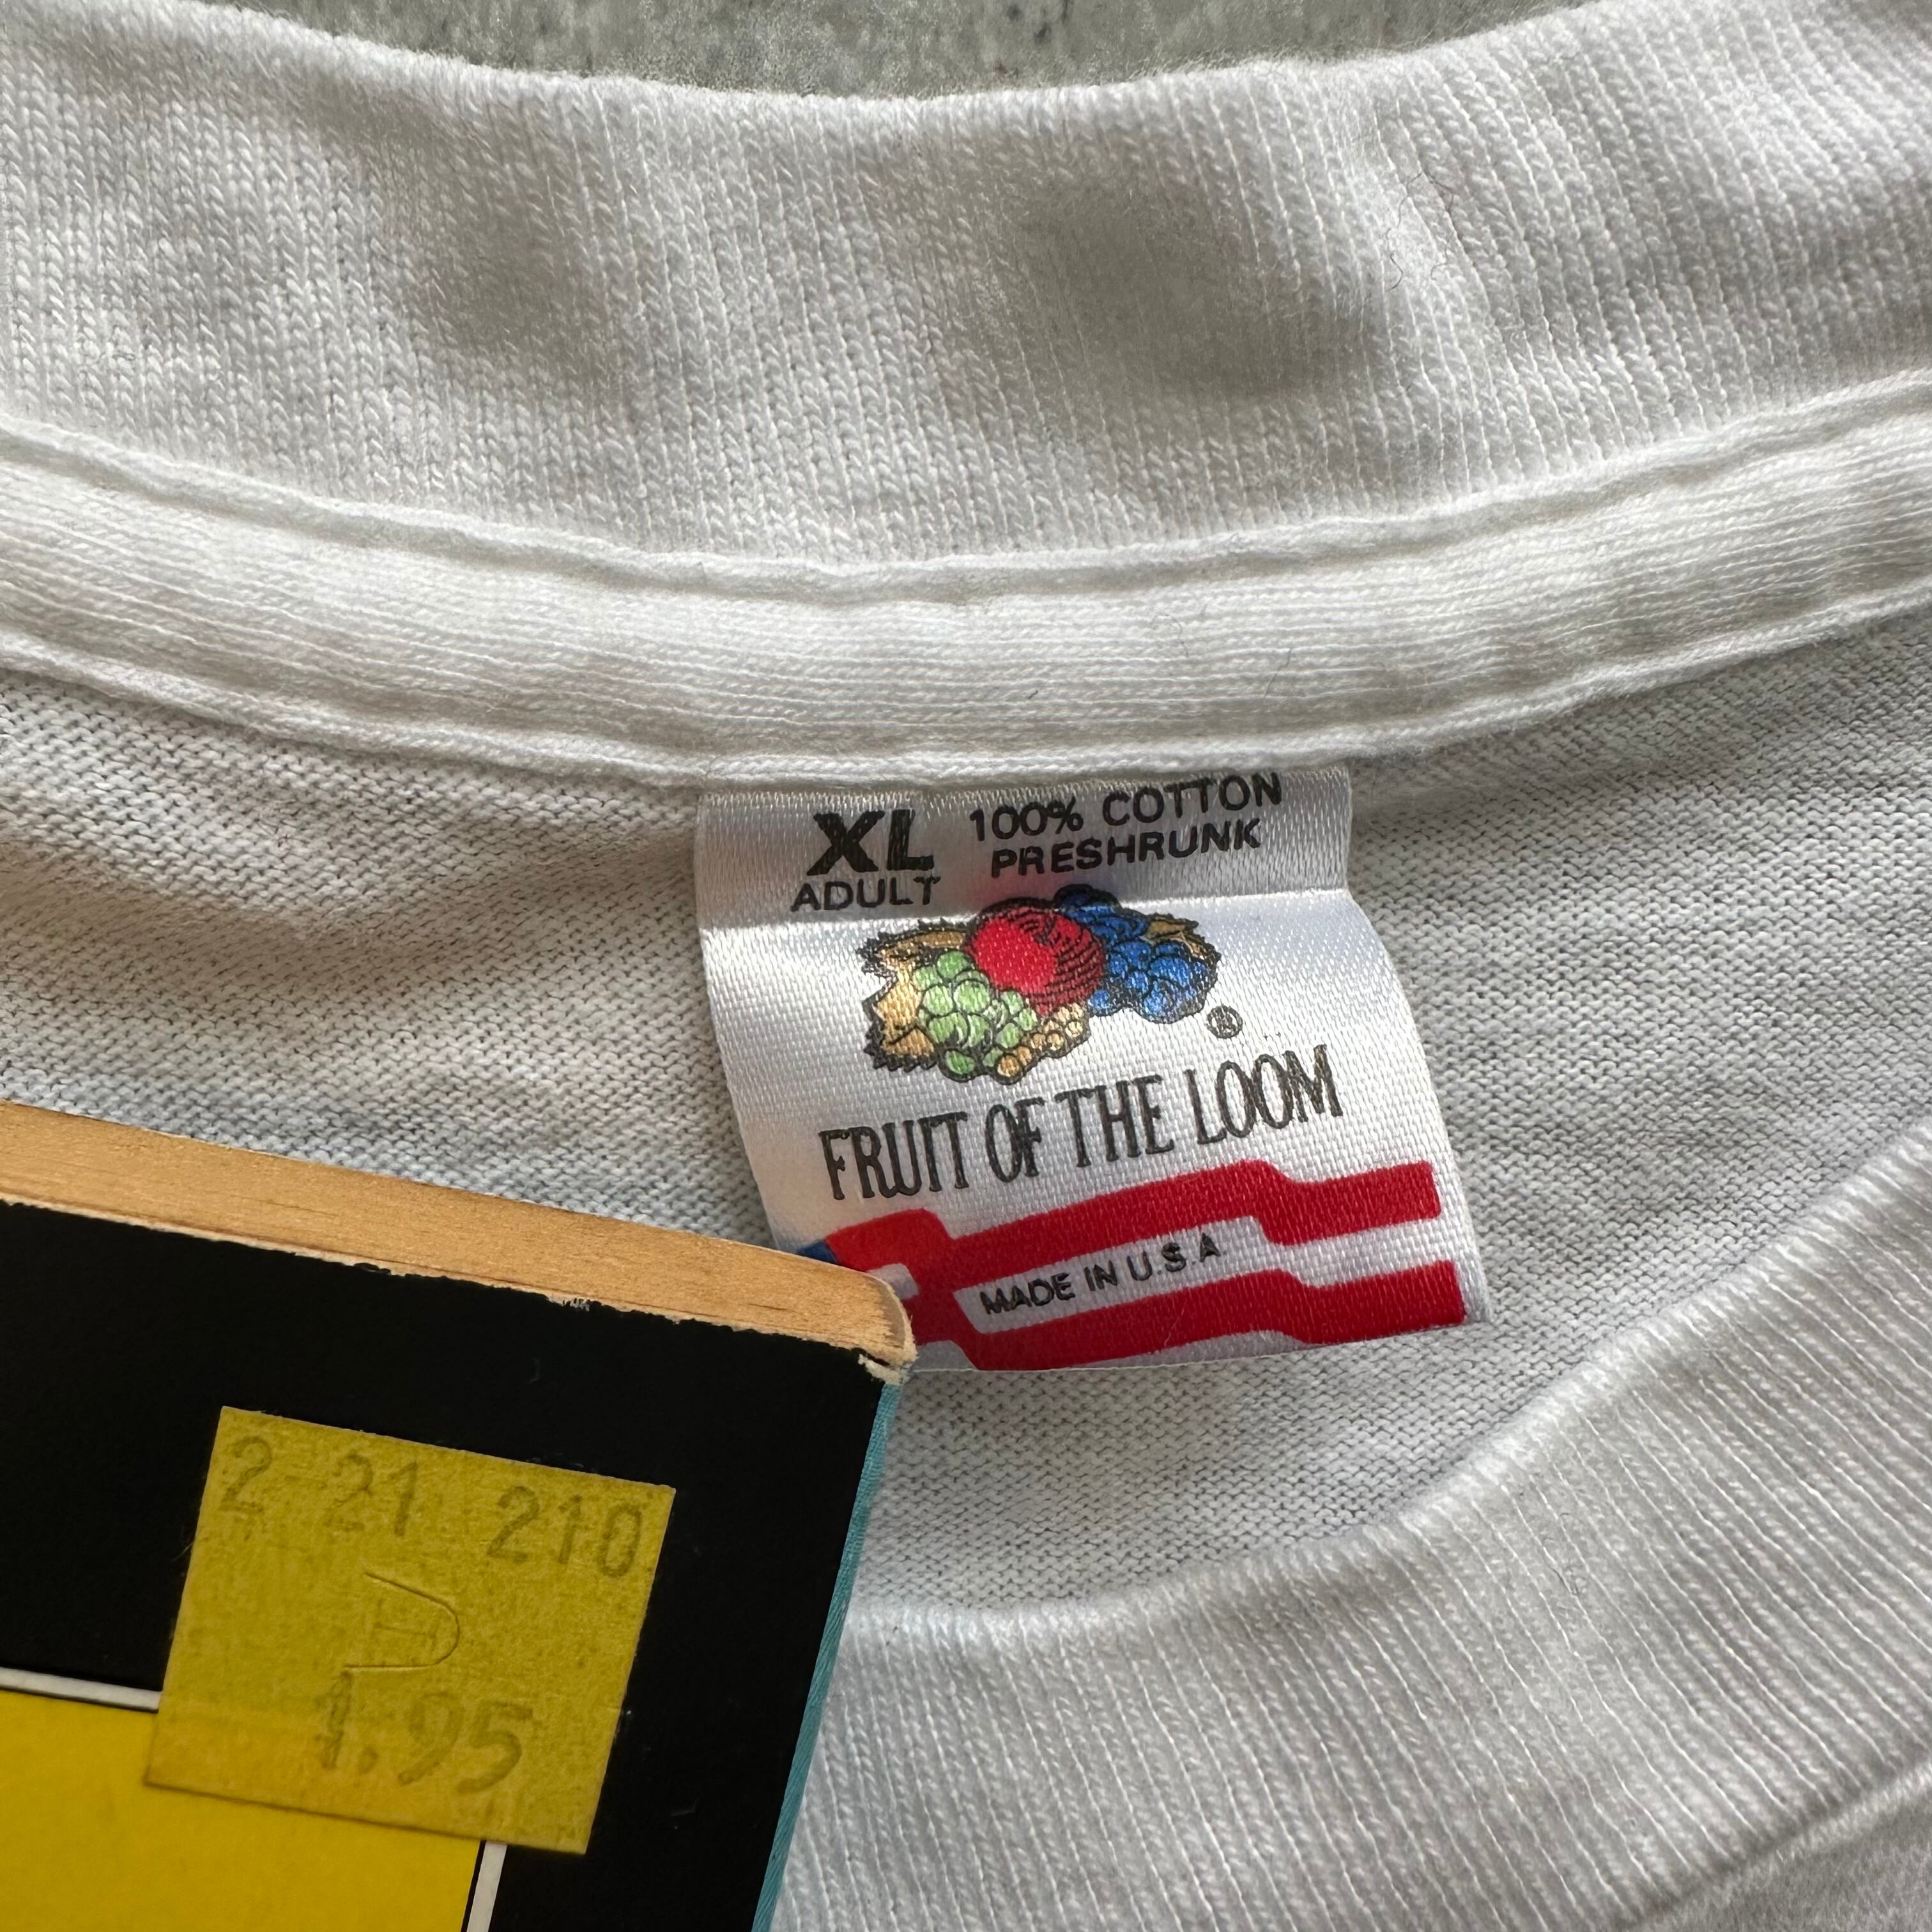 XL
ADULT
100% COTTON
PRESHRUNK
®
FRUIT OF THE LOOM
MADE IN U.S.A
2 21 210
1.95